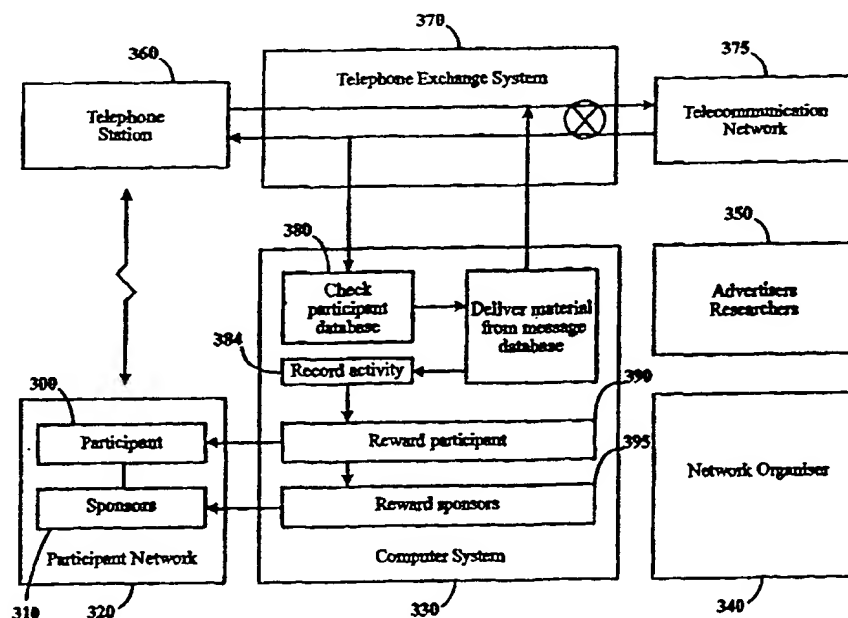 370
360
375
Telephone Exchange System
Telephone
Station
Telecommunication
Network
380
350
Check
participant
database
Deliver material
from message
database
Advertisers
Researchers
384
Record activity
300
390
Participant
Reward participant
395
Network Organiser
Sponsors
Reward sponsors
Participant Network
Computer System
310
320
330
340